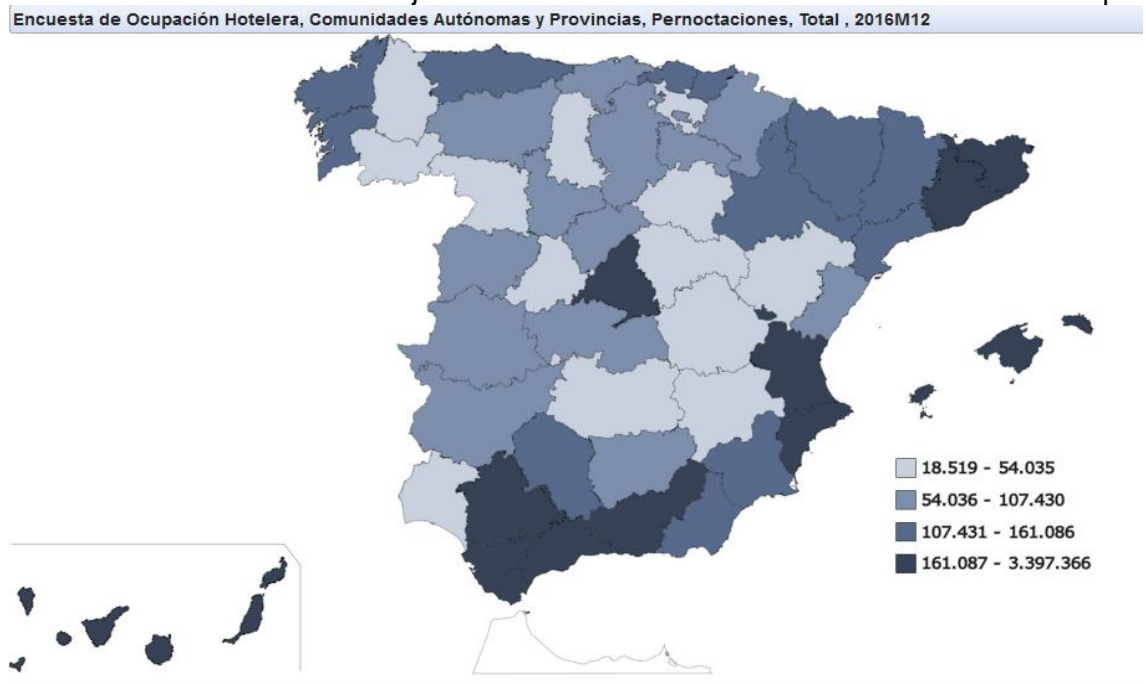 Encuesta de Ocupación Hotelera, Comunidades Autónomas y Provincias, Pernoctaciones, Total , 2016M12
18.519 - 54.035
54.036 - 107.430
107.431 - 161.086
161.087 - 3.397.366